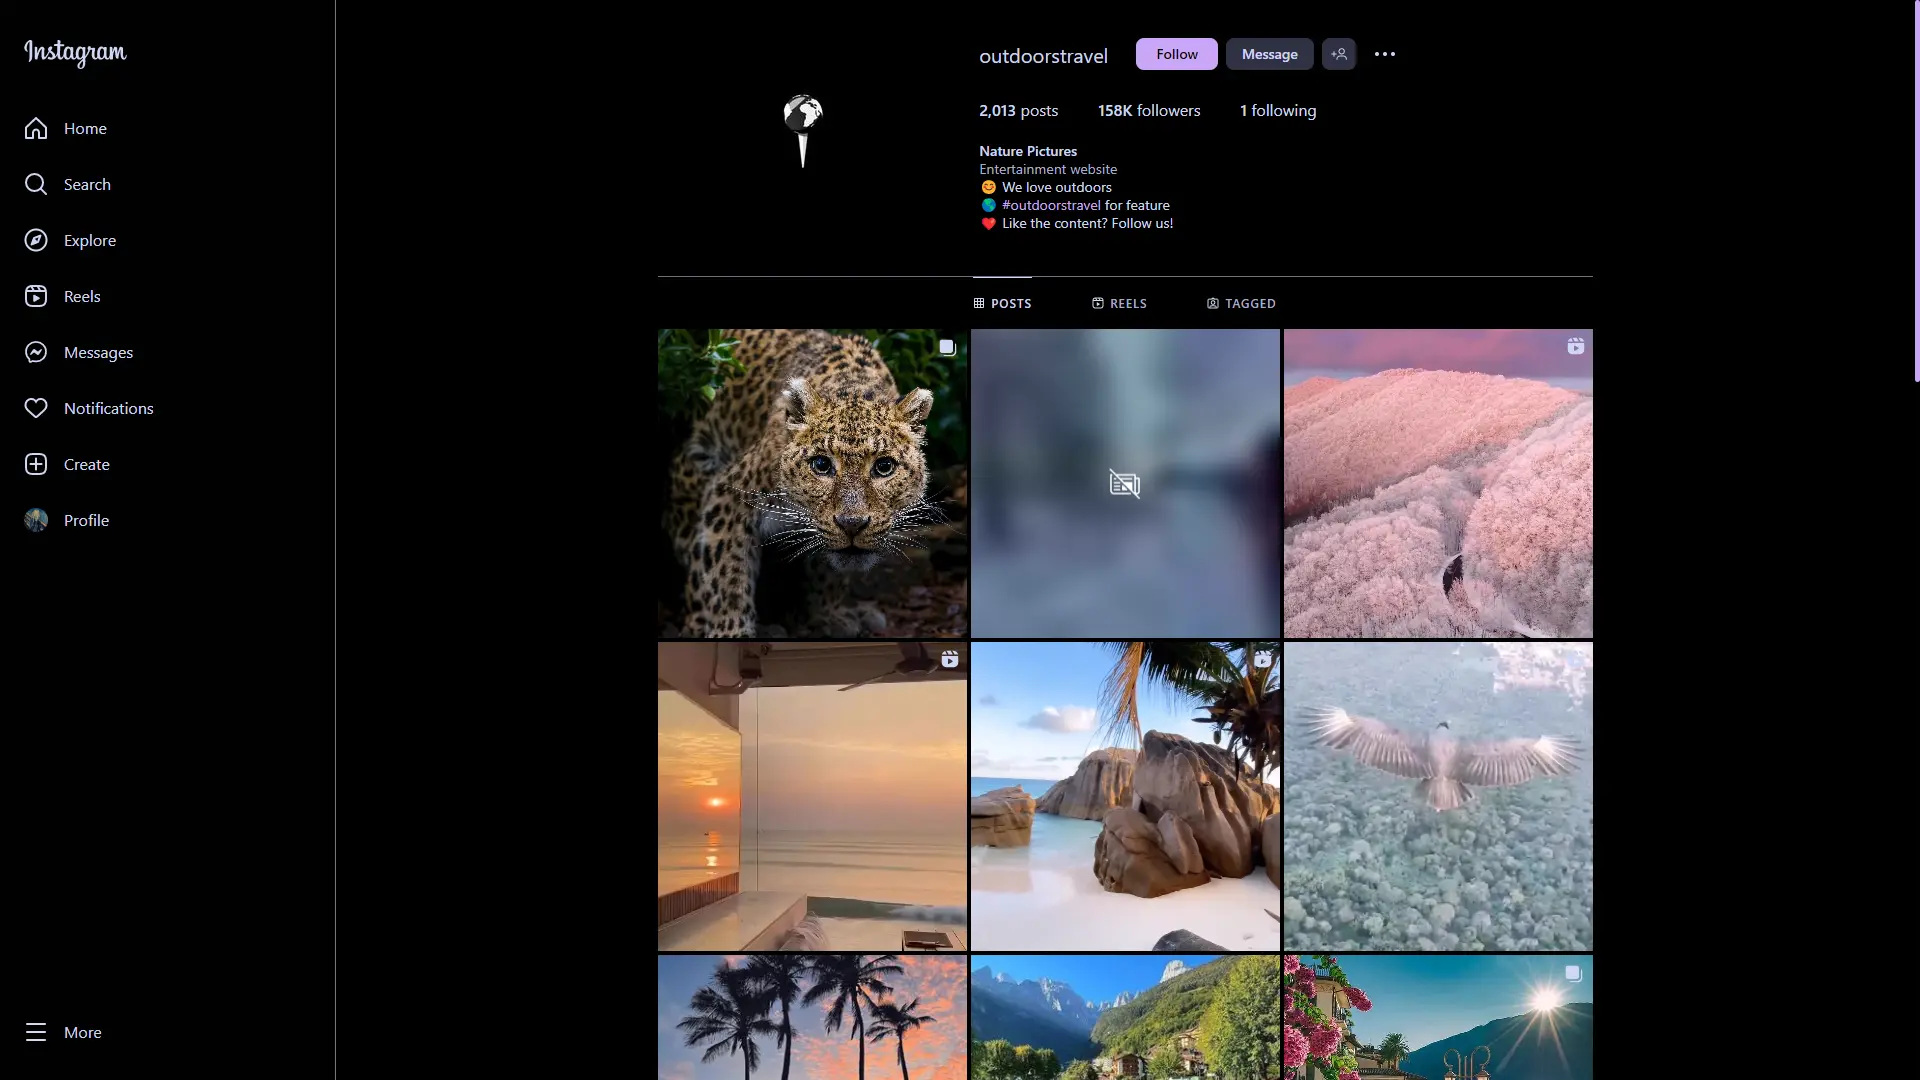 Instagram
Home
Search
Explore
Reels
Messages
Notifications
Create
Profile
More
outdoorstravel
Follow
Message
2,013 posts
158K followers
1 following
Nature Pictures
Entertainment website
😊 We love outdoors
🌎 #outdoorstravel for feature
❤️ Like the content? Follow us!
POSTS
REELS
TAGGED